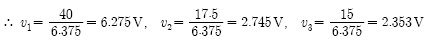 ∴ v₁ = 40/6·375 = 6.275 V, v₂ = 17.5/6·375 = 2.745 V, v₃ = 15/6·375 = 2.353 V